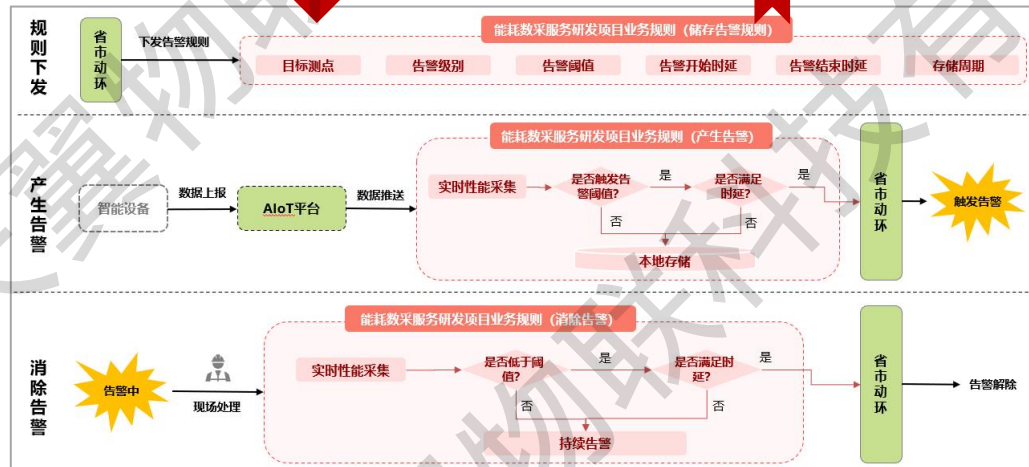 规则下发
省市动环
下发告警规则
能耗数采服务研发项目业务规则（储存告警规则）
目标测点
告警级别
告警阈值
告警开始时延
告警结束时延
存储周期
产生告警
智能设备
数据上报
AIoT平台
数据推送
能耗数采服务研发项目业务规则（产生告警）
实时性能采集
是否触发告
警阈值？
是
是否满足
时延？
是
否
否
本地存储
省市动环
触发告警
消除告警
告警中
现场处理
能耗数采服务研发项目业务规则（消除告警）
实时性能采集
是否低于阈
值？
是
是否满足时
延？
是
否
否
持续告警
省市动环
告警解除
翼物联科技有
物联